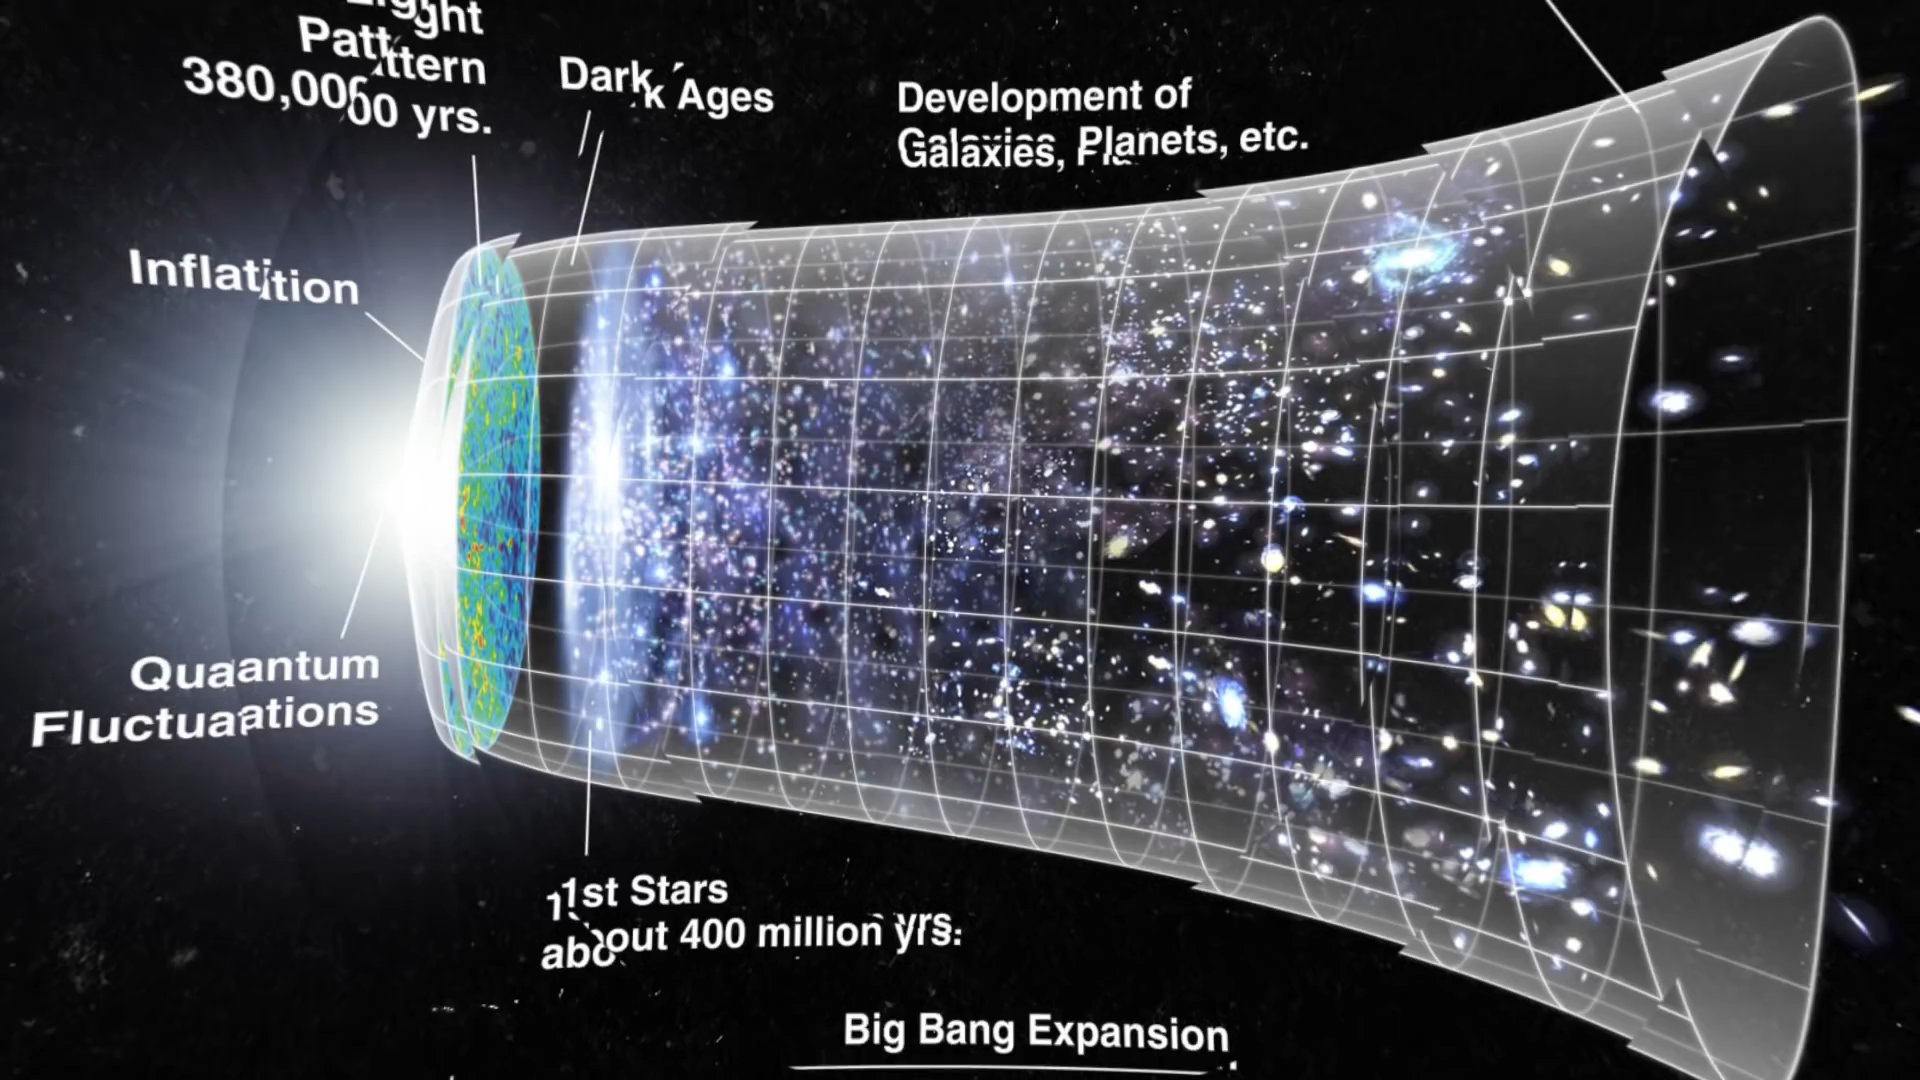 Pattern
380,000 yrs.
Dark Ages
Development of
Galaxies, Planets, etc.
Inflation
Quantum
Fluctuations
1st Stars
about 400 million yrs.
Big Bang Expansion